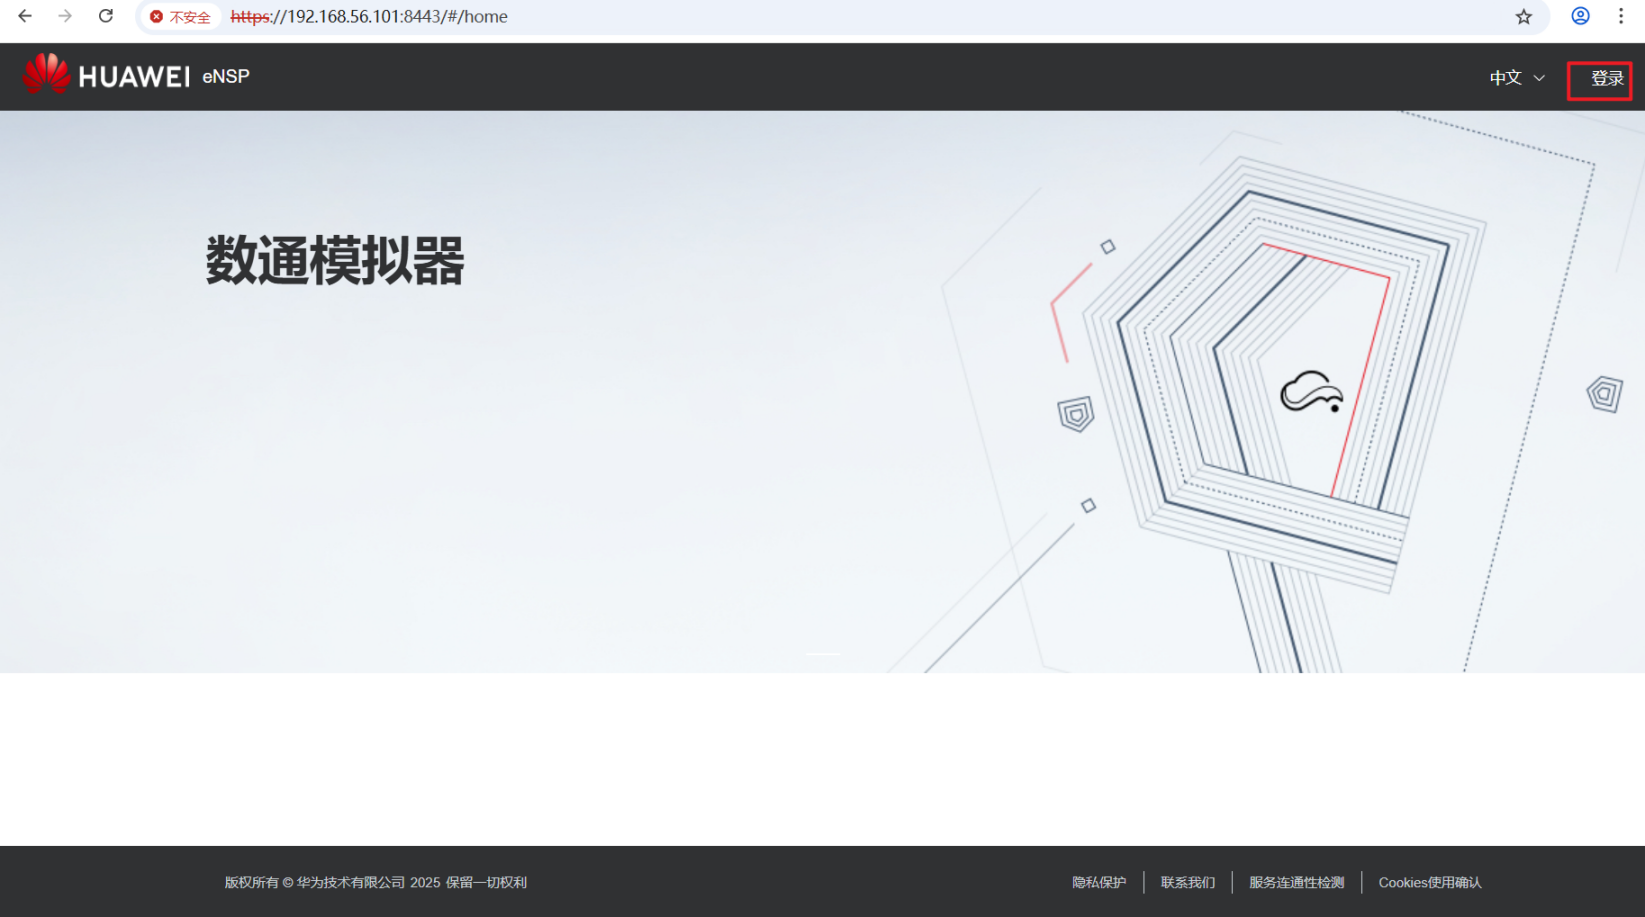 不安全 https://192.168.56.101:8443/#/home
HUAWEI eNSP 中文 登录
数通模拟器
版权所有 © 华为技术有限公司 2025 保留一切权利 隐私保护 联系我们 服务连通性检测 Cookies使用确认